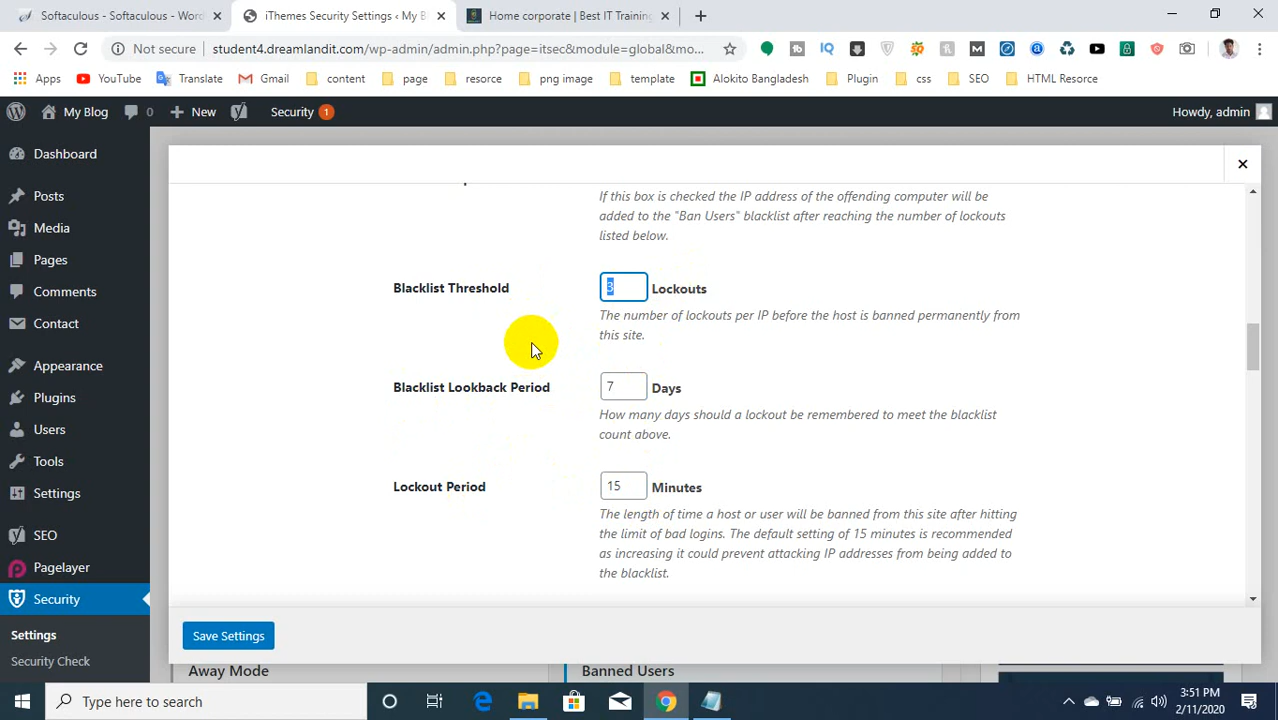 Softaculous - Softaculous - Word
iThemes Security Settings ‹ My B
Home corporate | Best IT Training
Not secure
student4.dreamlandit.com/wp-admin/admin.php?page=itsec&module=global&mo...
Apps
YouTube
Translate
Gmail
content
page
resorce
png image
template
Alokito Bangladesh
Plugin
css
SEO
HTML Resorce
My Blog
0
New
Security 1
Howdy, admin
Dashboard
Posts
Media
Pages
Comments
Contact
Appearance
Plugins
Users
Tools
Settings
SEO
Pagelayer
Security
Settings
Security Check
If this box is checked the IP address of the offending computer will be
added to the "Ban Users" blacklist after reaching the number of lockouts
listed below.
Blacklist Threshold
3 Lockouts
The number of lockouts per IP before the host is banned permanently from
this site.
Blacklist Lookback Period
7 Days
How many days should a lockout be remembered to meet the blacklist
count above.
Lockout Period
15 Minutes
The length of time a host or user will be banned from this site after hitting
the limit of bad logins. The default setting of 15 minutes is recommended
as increasing it could prevent attacking IP addresses from being added to
the blacklist.
Save Settings
Away Mode
Banned Users
Type here to search
3:51 PM
2/11/2020